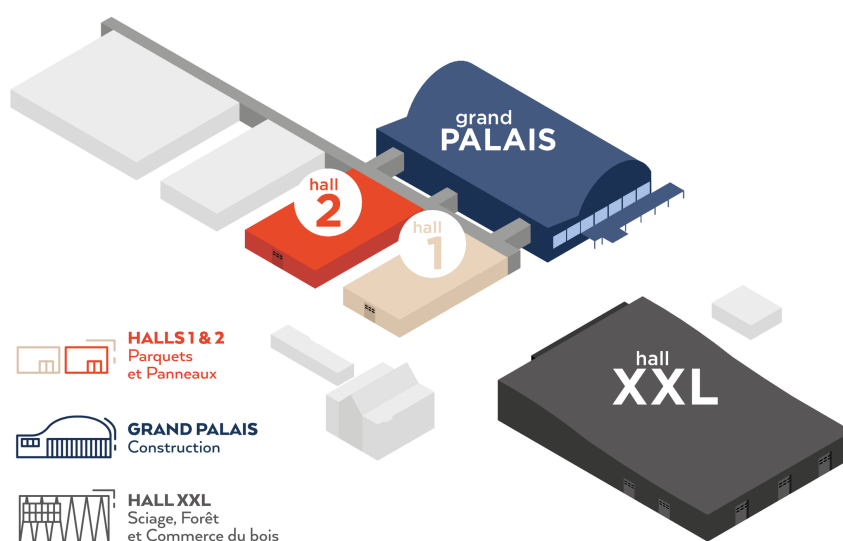 grand
PALAIS
hall
2
hall
1
hall
XXL
HALLS 1 & 2
Parquets
et Panneaux
GRAND PALAIS
Construction
HALL XXL
Sciage, Forêt
et Commerce du bois